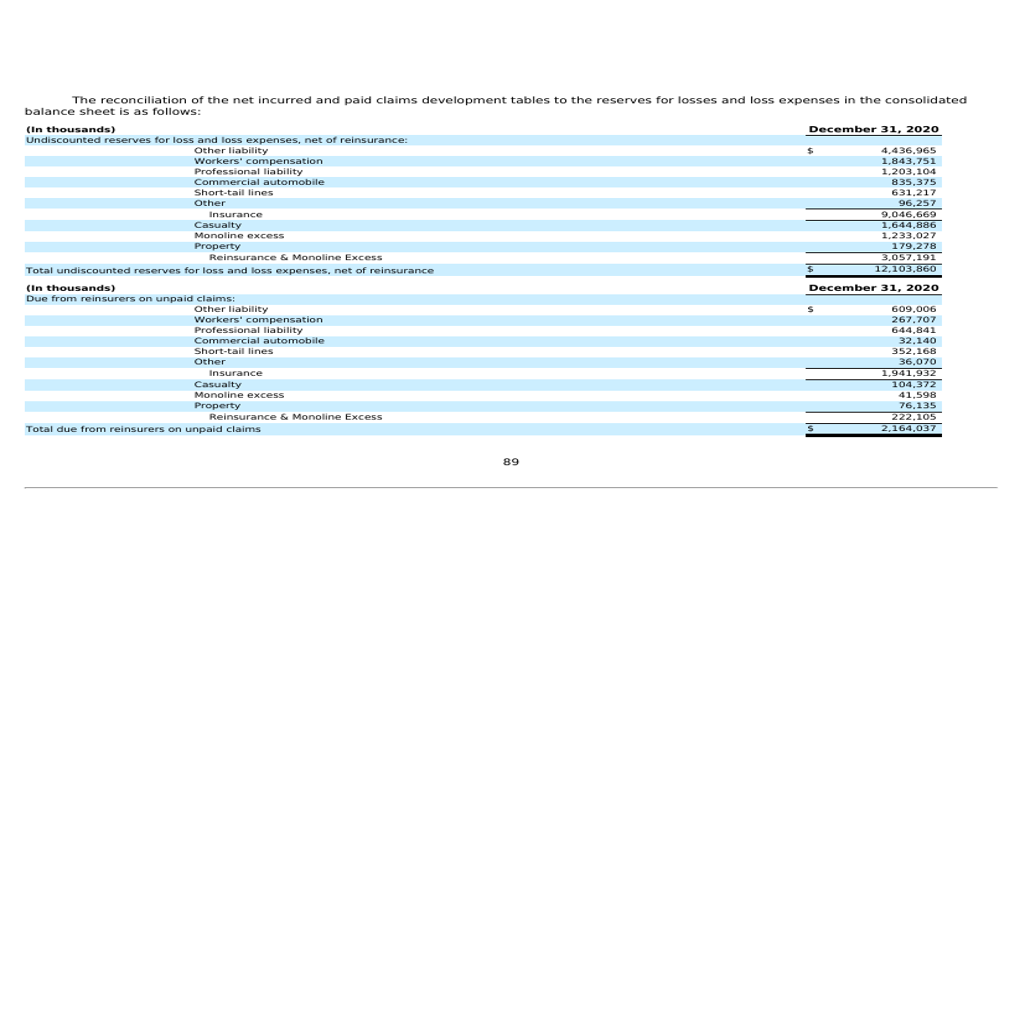 The reconciliation of the net incurred and paid claims development tables to the reserves for losses and loss expenses in the consolidated
balance sheet is as follows:
(In thousands) December 31, 2020
Undiscounted reserves for loss and loss expenses, net of reinsurance:
Other liability $ 4,436,965
Workers' compensation 1,843,751
Professional liability 1,203,104
Commercial automobile 835,375
Short-tail lines 631,217
Other 96,257
Insurance 9,046,669
Casualty 1,644,886
Monoline excess 1,233,027
Property 179,278
Reinsurance & Monoline Excess 3,057,191
Total undiscounted reserves for loss and loss expenses, net of reinsurance $ 12,103,860
(In thousands) December 31, 2020
Due from reinsurers on unpaid claims:
Other liability $ 609,006
Workers' compensation 267,707
Professional liability 644,841
Commercial automobile 32,140
Short-tail lines 352,168
Other 36,070
Insurance 1,941,932
Casualty 104,372
Monoline excess 41,598
Property 76,135
Reinsurance & Monoline Excess 222,105
Total due from reinsurers on unpaid claims $ 2,164,037
89